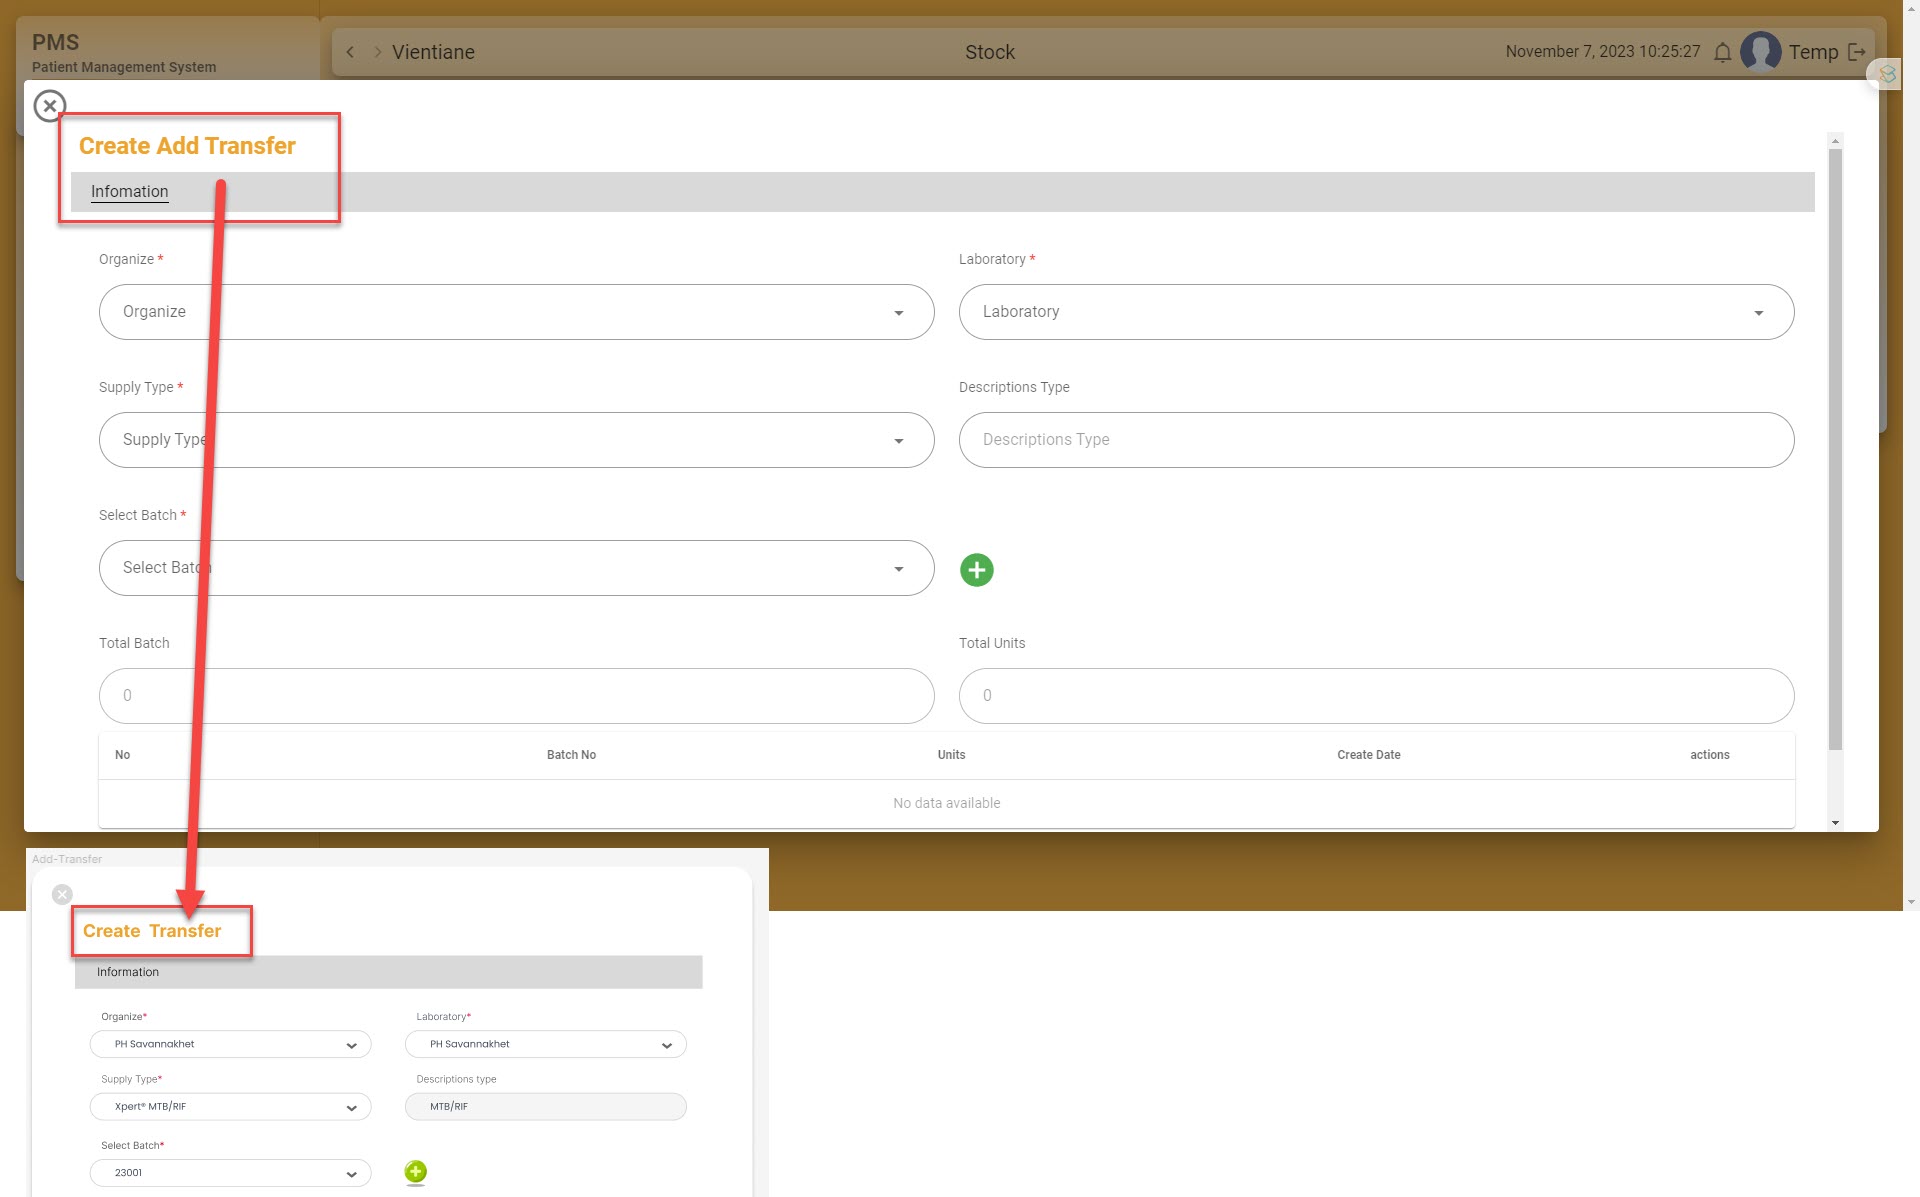 PMS
Patient Management System
Vientiane
Stock
November 7, 2023 10:25:27
Temp
Create Add Transfer
Infomation
Organize *
Laboratory *
Organize
Laboratory
Supply Type *
Descriptions Type
Supply Type
Descriptions Type
Select Batch *
Select Batch
Total Batch
Total Units
0
0
No Batch No Units Create Date actions
No data available
Add-Transfer
Create Transfer
Information
Organize*
Laboratory*
PH Savannakhet
PH Savannakhet
Supply Type*
Descriptions type
Xpert® MTB/RIF
MTB/RIF
Select Batch*
23001